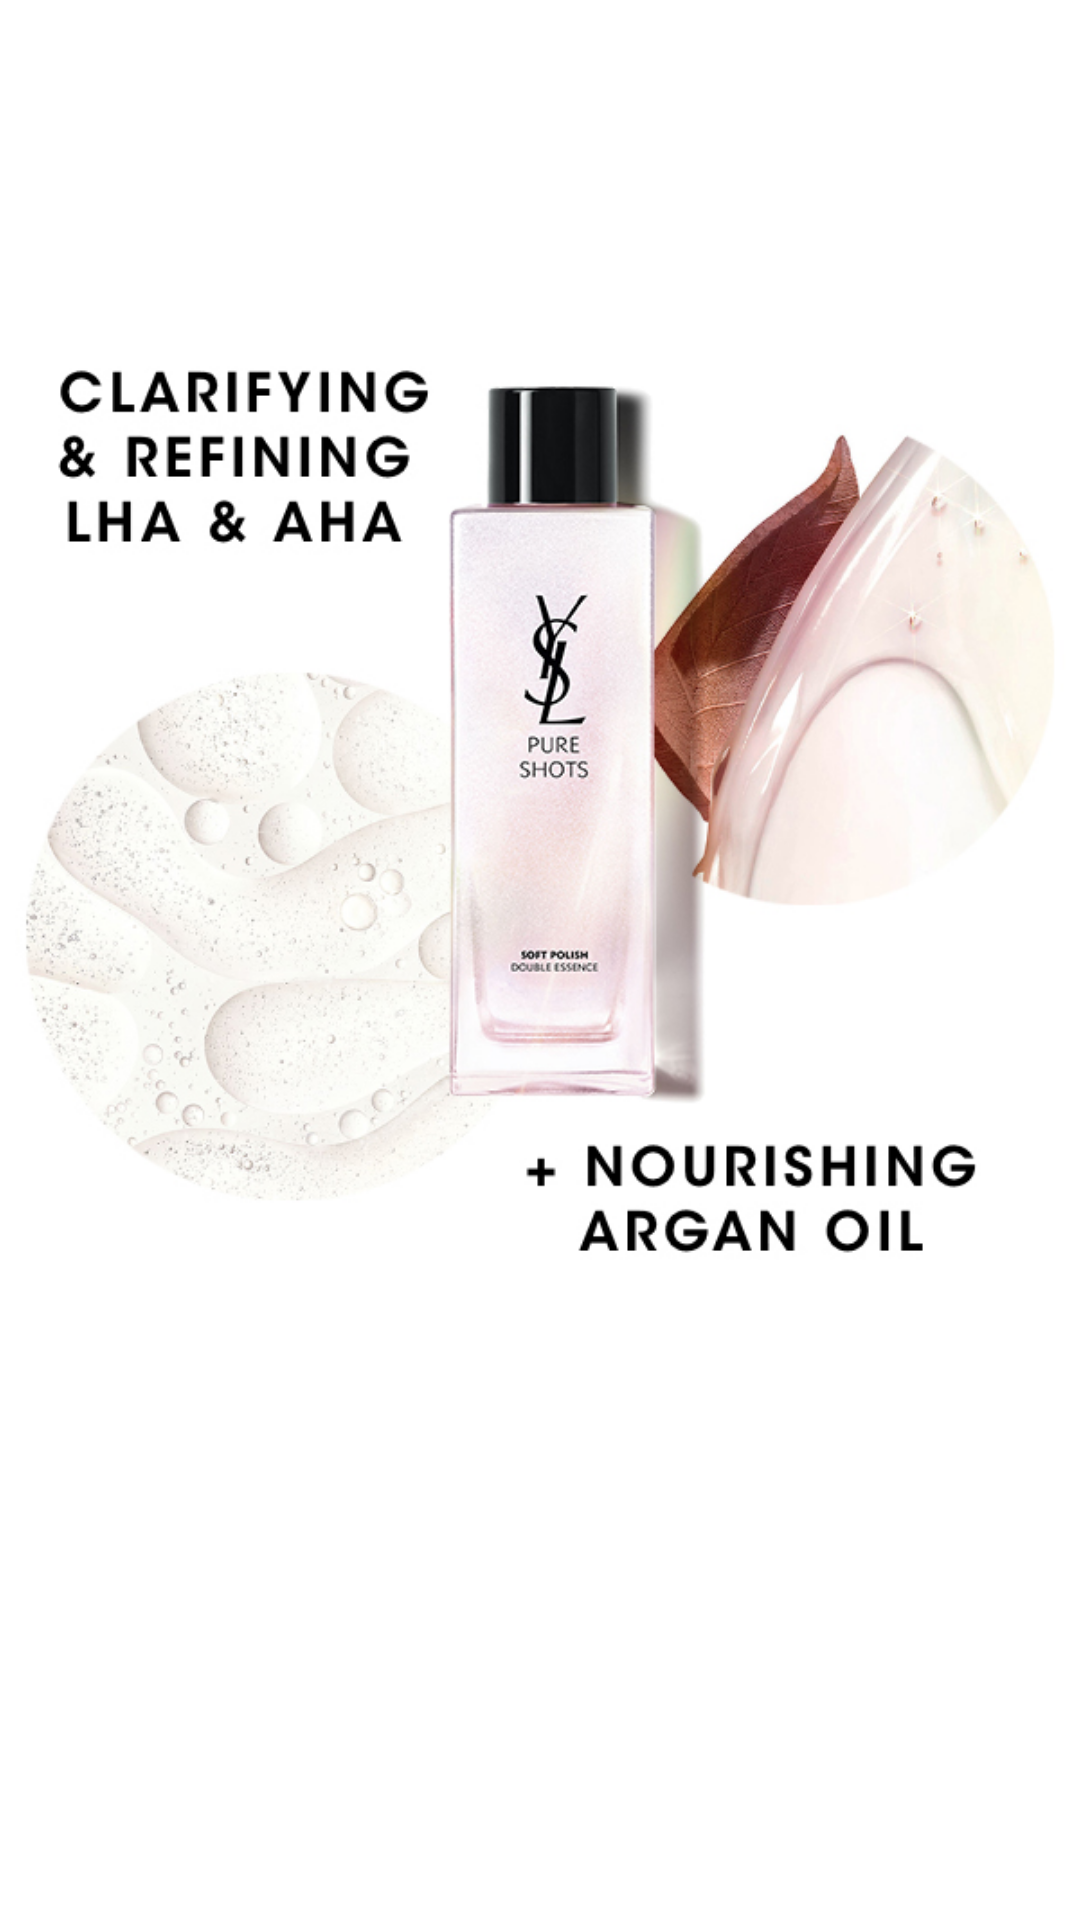 CLARIFYING
& REFINING
LHA & AHA
YSL
PURE
SHOTS
SOFT POLISH
DOUBLE ESSENCE
+ NOURISHING
ARGAN OIL